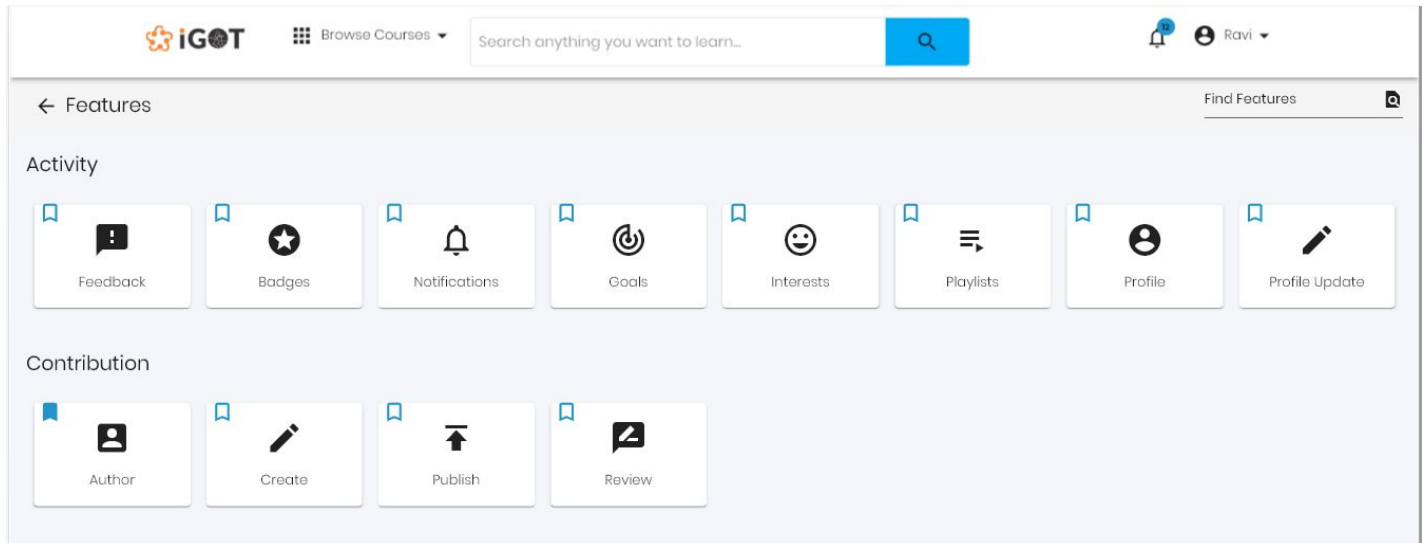 iGOT Browse Courses Search anything you want to learn... 12 Ravi
Features Find Features
Activity
Feedback Badges Notifications Goals Interests Playlists Profile Profile Update
Contribution
Author Create Publish Review